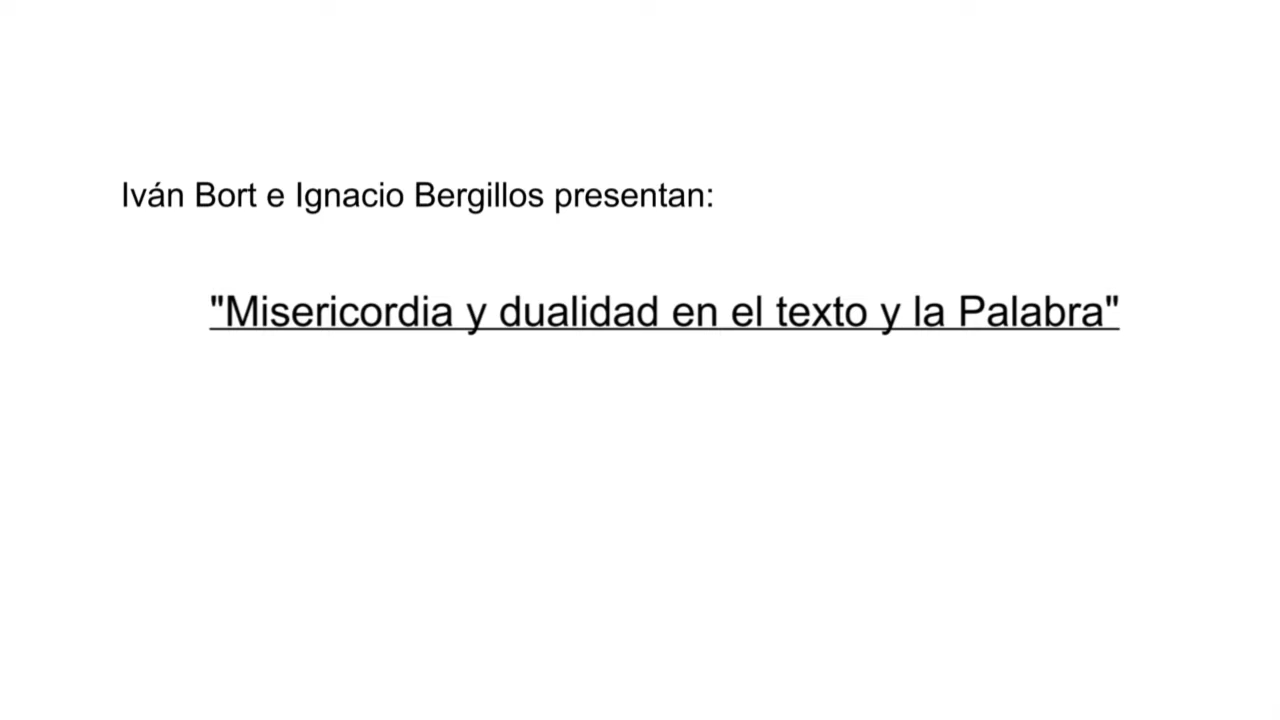 Iván Bort e Ignacio Bergillos presentan:
"Misericordia y dualidad en el texto y la Palabra"